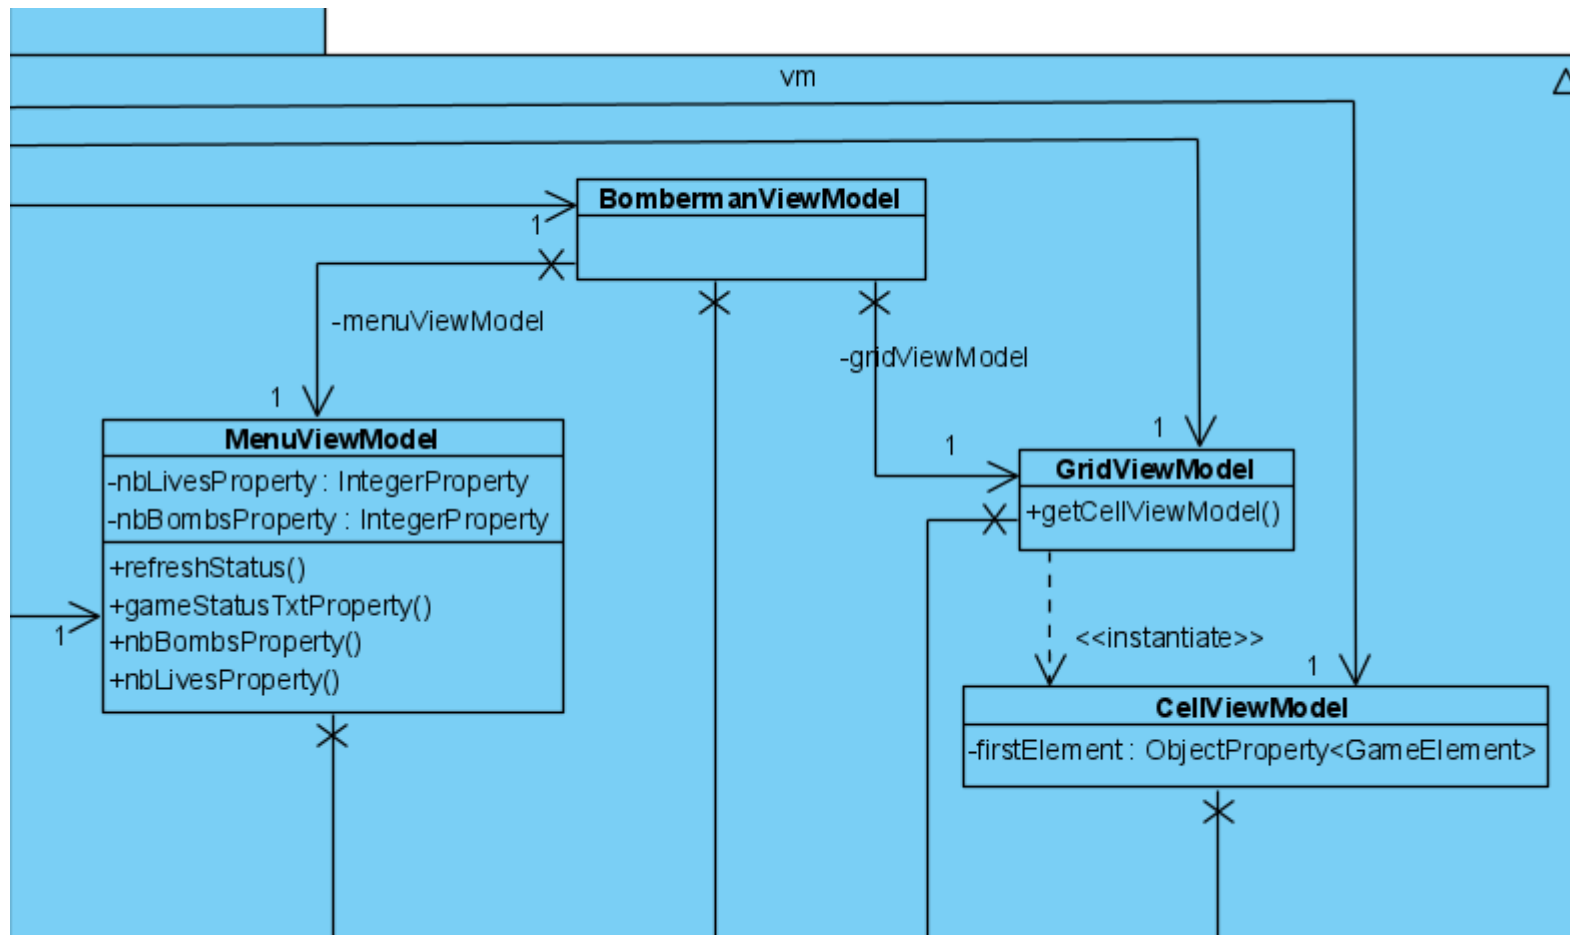 vm
BombermanViewModel
1
-menuViewModel
-gridViewModel
1
1
1
MenuViewModel
-nbLivesProperty : IntegerProperty
-nbBombsProperty : IntegerProperty
+refreshStatus()
+gameStatusTxtProperty()
+nbBombsProperty()
+nbLivesProperty()
1
GridViewModel
+getCellViewModel()
<<instantiate>>
1
CellViewModel
-firstElement : ObjectProperty<GameElement>